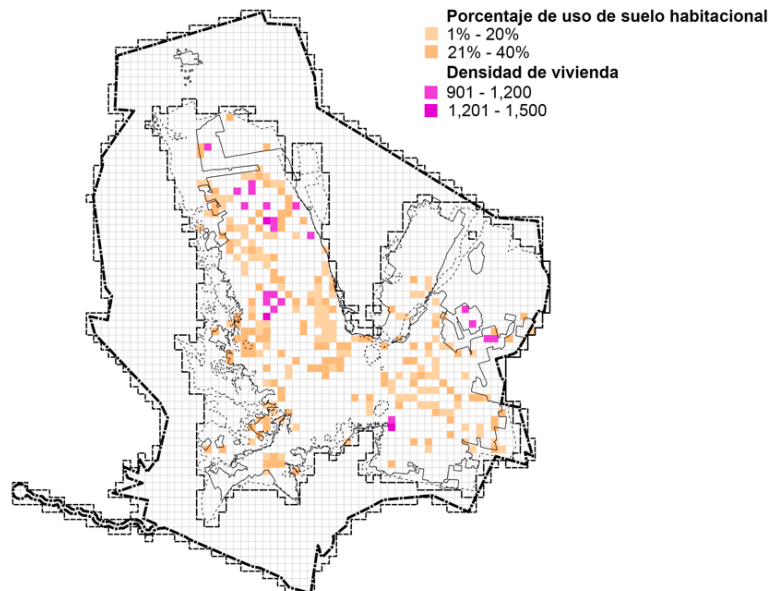 Porcentaje de uso de suelo habitacional
1% - 20%
21% - 40%
Densidad de vivienda
901 - 1,200
1,201 - 1,500